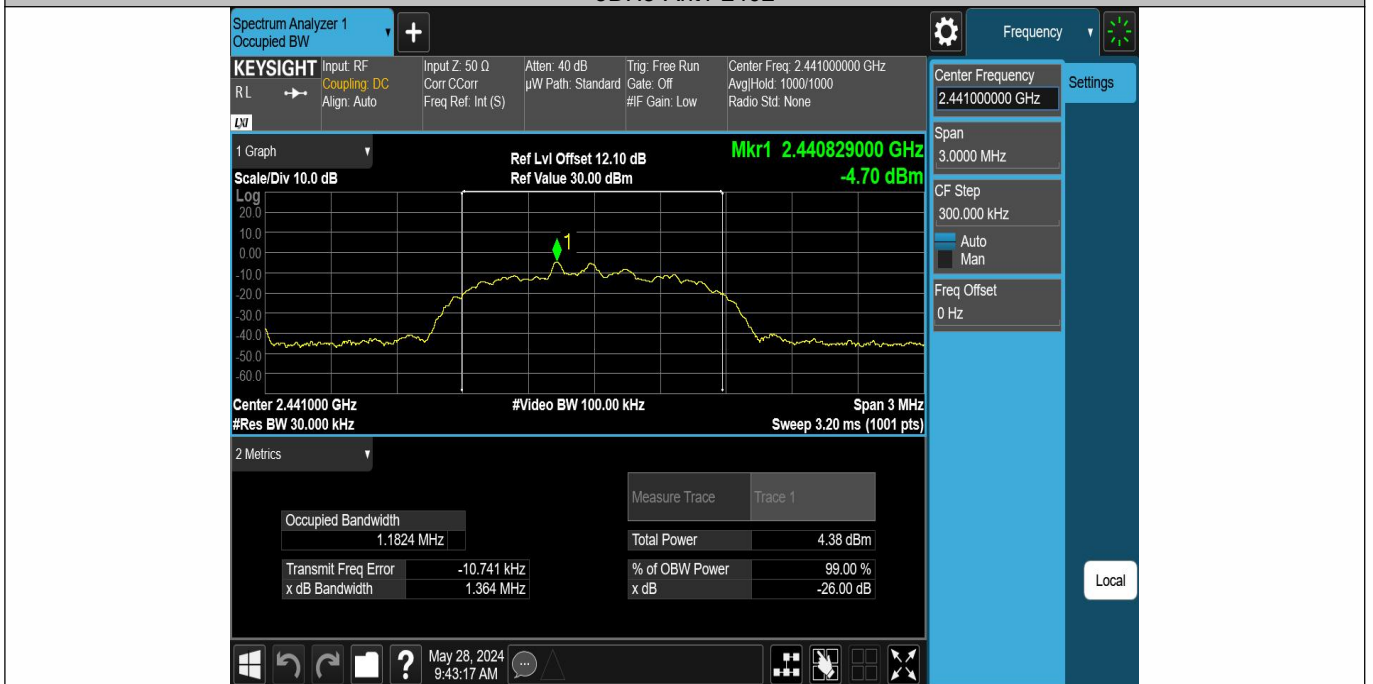 Spectrum Analyzer 1
Occupied BW
+
Frequency
KEYSIGHT
R L
LXI
Input: RF
Coupling: DC
Align: Auto
Input Z: 50 Ω
Corr CCorr
Freq Ref: Int (S)
Atten: 40 dB
µW Path: Standard
Trig: Free Run
Gate: Off
#IF Gain: Low
Center Freq: 2.441000000 GHz
Avg|Hold: 1000/1000
Radio Std: None
Center Frequency
2.441000000 GHz
Settings
Span
3.0000 MHz
CF Step
300.000 kHz
Auto
Man
Freq Offset
0 Hz
Local
1 Graph
Scale/Div 10.0 dB
Ref Lvl Offset 12.10 dB
Ref Value 30.00 dBm
Mkr1 2.440829000 GHz
-4.70 dBm
Log
20.0
10.0
0.00
-10.0
-20.0
-30.0
-40.0
-50.0
-60.0
1
Center 2.441000 GHz
#Video BW 100.00 kHz
Span 3 MHz
#Res BW 30.000 kHz
Sweep 3.20 ms (1001 pts)
2 Metrics
Measure Trace Trace 1
Occupied Bandwidth
1.1824 MHz
Total Power 4.38 dBm
Transmit Freq Error -10.741 kHz
% of OBW Power 99.00 %
x dB Bandwidth 1.364 MHz
x dB -26.00 dB
?
May 28, 2024
9:43:17 AM